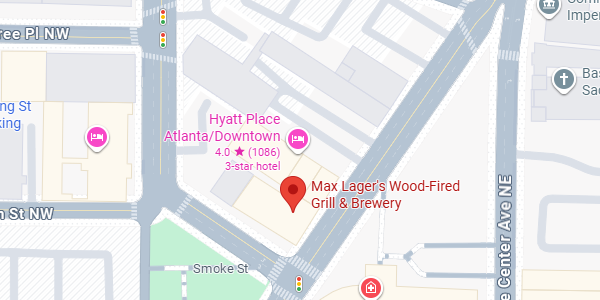 ree Pl NW
Imper
Bas
Sac
ng St
king
Hyatt Place
Atlanta/Downtown
4.0 ★ (1086)
3-star hotel
Max Lager's Wood-Fired
Grill & Brewery
St NW
e Center Ave NE
Smoke St